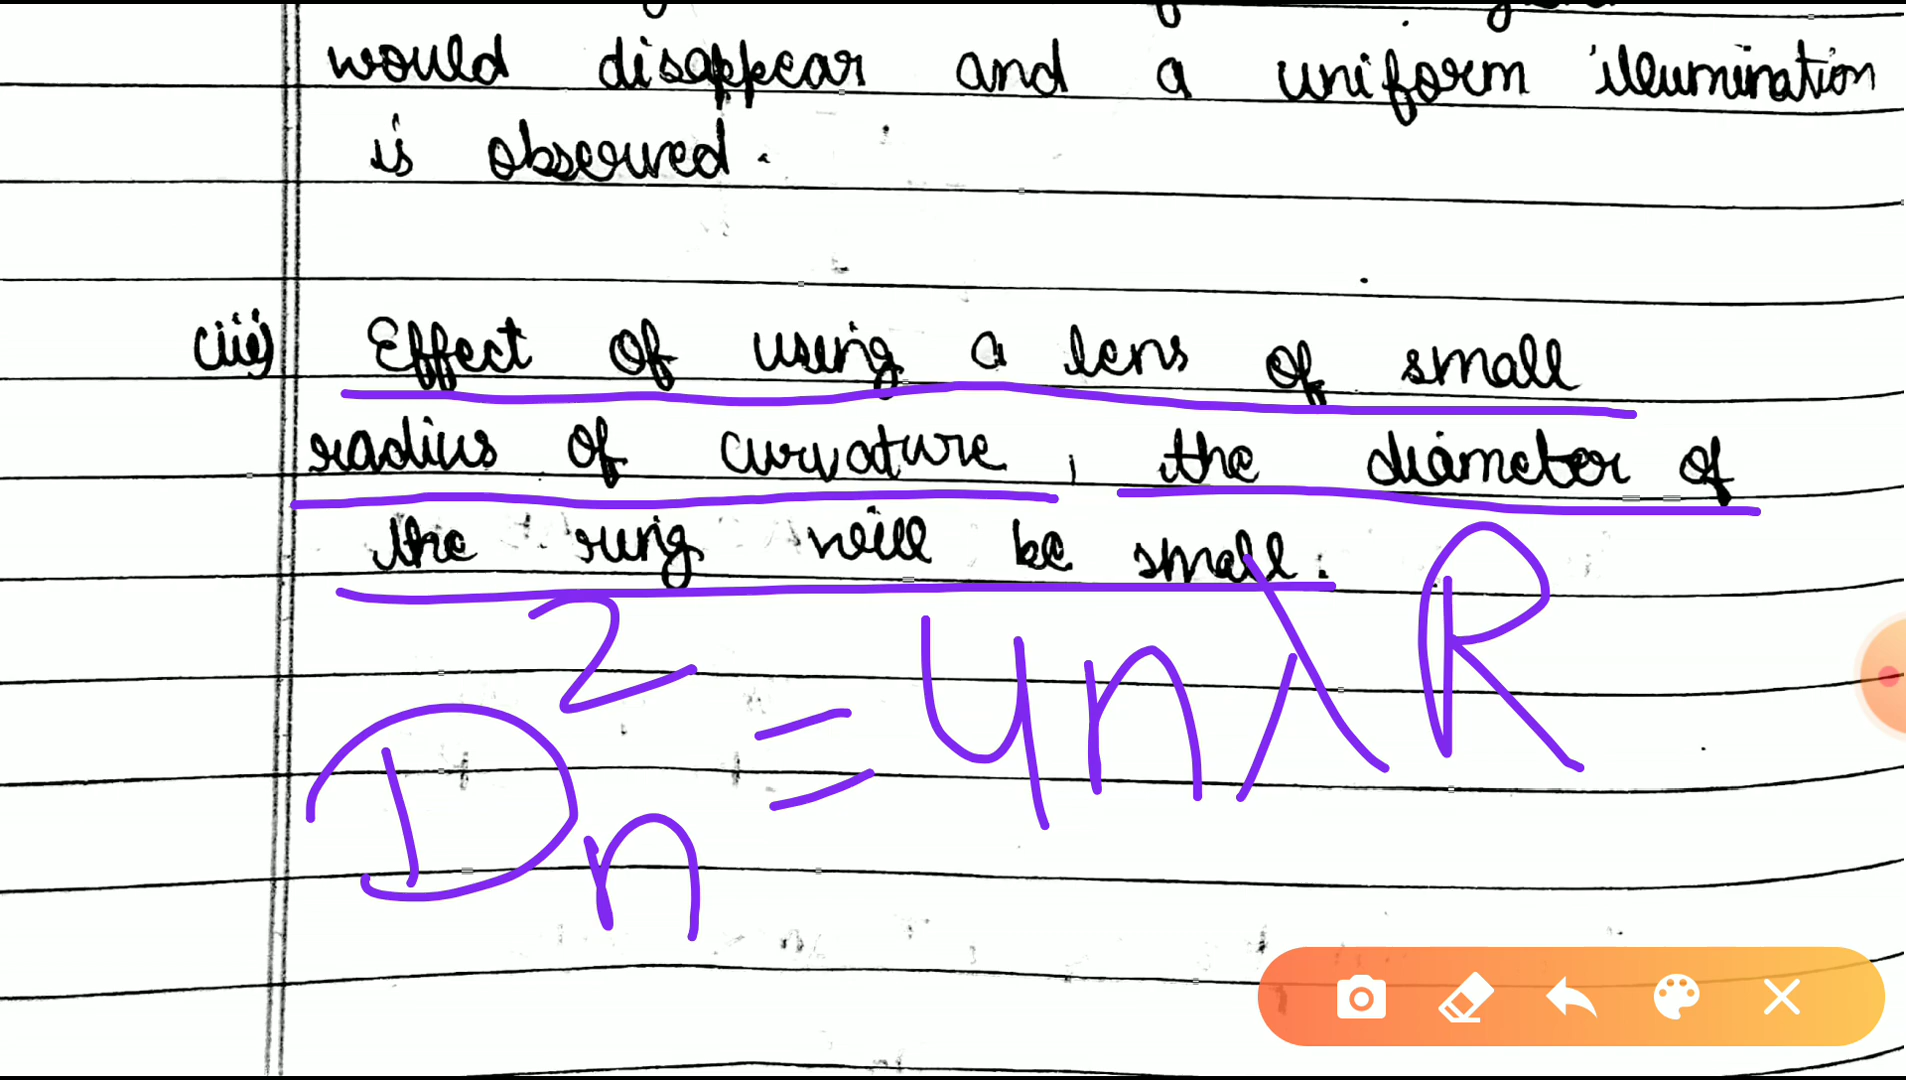 would disappear and a uniform illumination
is observed.
(iii) Effect of using a lens of small
radius of curvature, the diameter of
the ring will be small.
Dn² = 4nλR